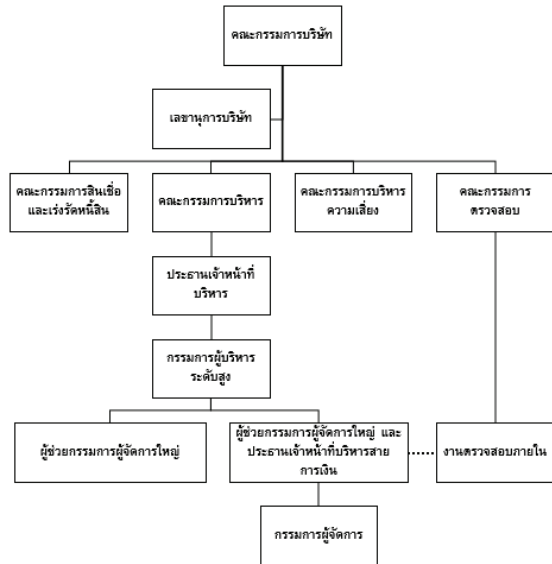 คณะกรรมการบริษัท
เลขานุการบริษัท
คณะกรรมการสินเชื่อ
และเร่งรัดหนี้สิน
คณะกรรมการบริหาร
คณะกรรมการบริหาร
ความเสี่ยง
คณะกรรมการ
ตรวจสอบ
ประธานเจ้าหน้าที่
บริหาร
กรรมการผู้บริหาร
ระดับสูง
ผู้ช่วยกรรมการผู้จัดการใหญ่
ผู้ช่วยกรรมการผู้จัดการใหญ่ และ
ประธานเจ้าหน้าที่บริหารสาย
การเงิน
งานตรวจสอบภายใน
กรรมการผู้จัดการ